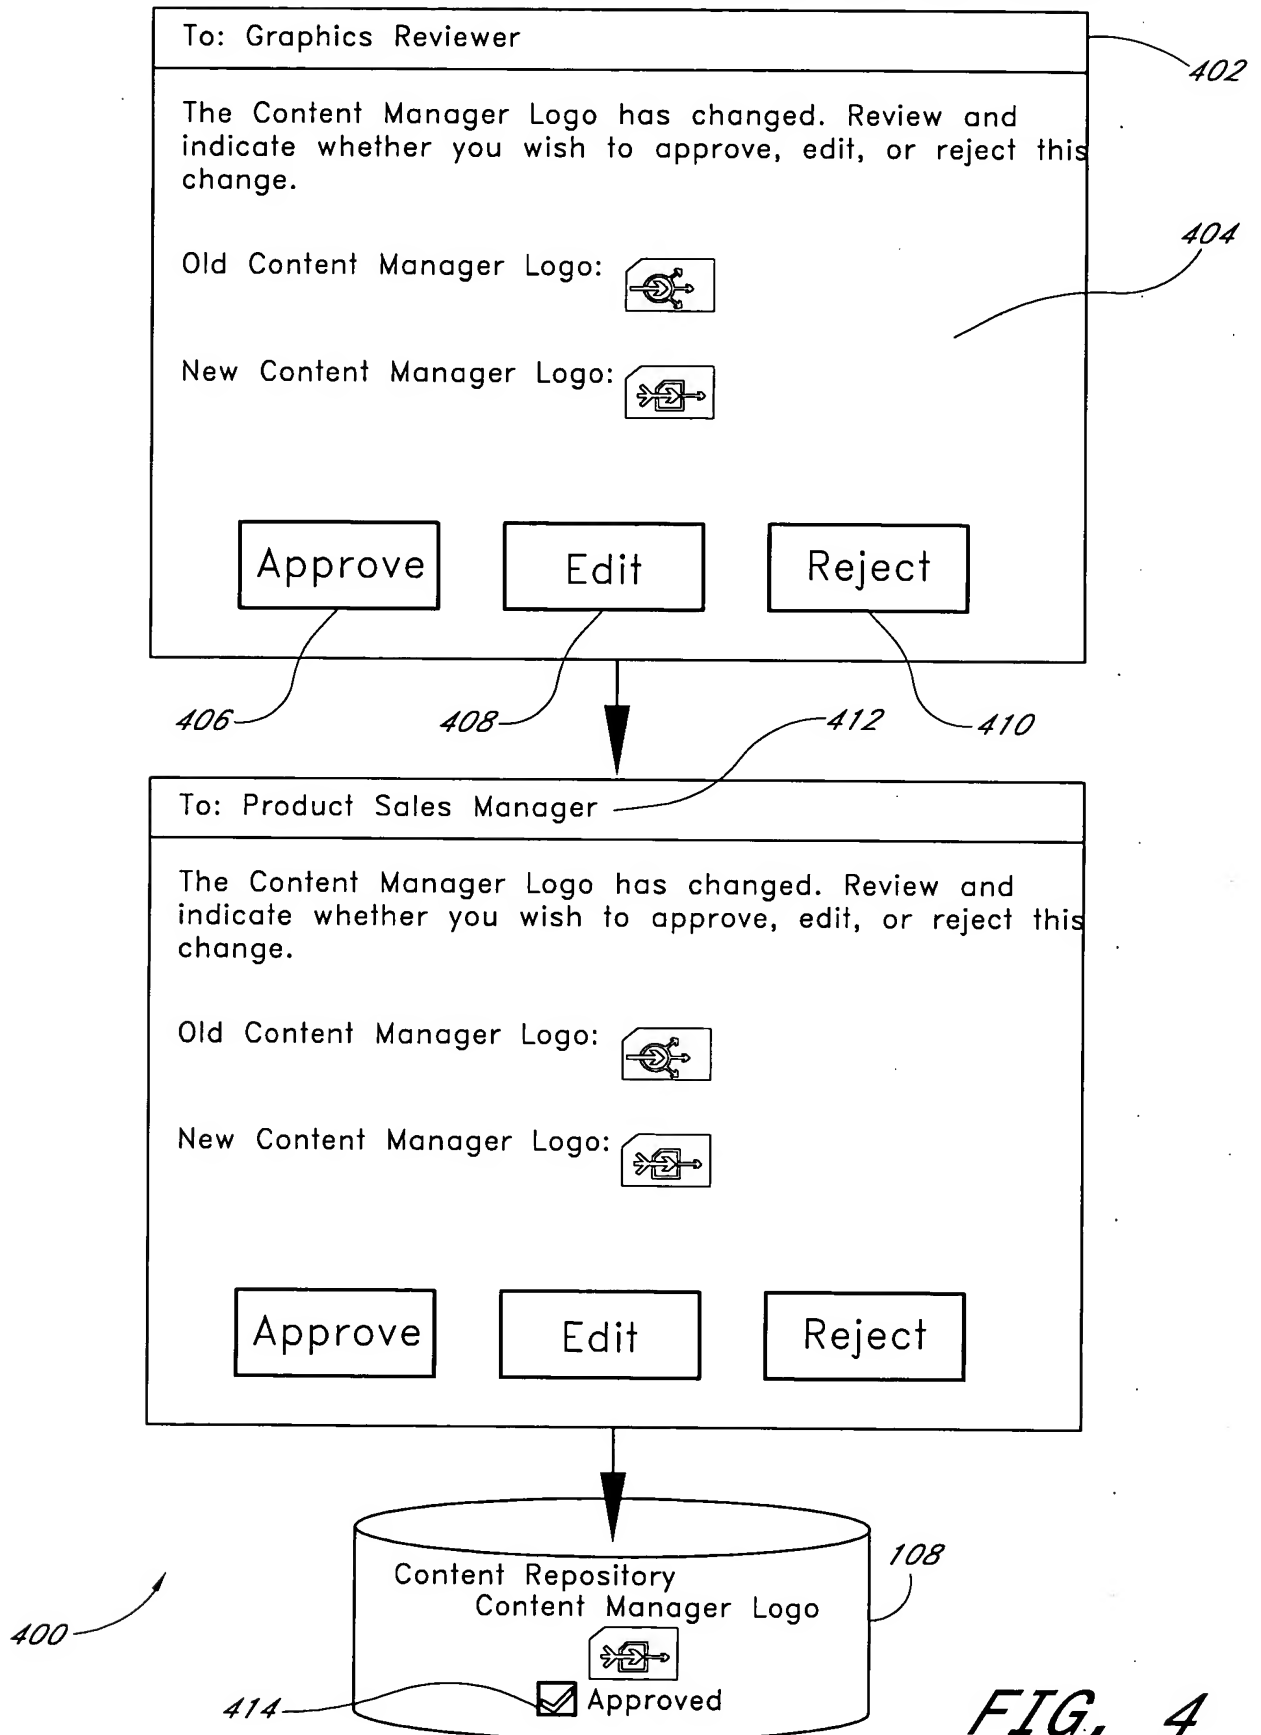 To: Graphics Reviewer
402
The Content Manager Logo has changed. Review and
indicate whether you wish to approve, edit, or reject this
change.
404
Old Content Manager Logo:
New Content Manager Logo:
Approve
Edit
Reject
406
408
412
410
To: Product Sales Manager
The Content Manager Logo has changed. Review and
indicate whether you wish to approve, edit, or reject this
change.
Old Content Manager Logo:
New Content Manager Logo:
Approve
Edit
Reject
108
Content Repository
Content Manager Logo
400
414
Approved
FIG. 4